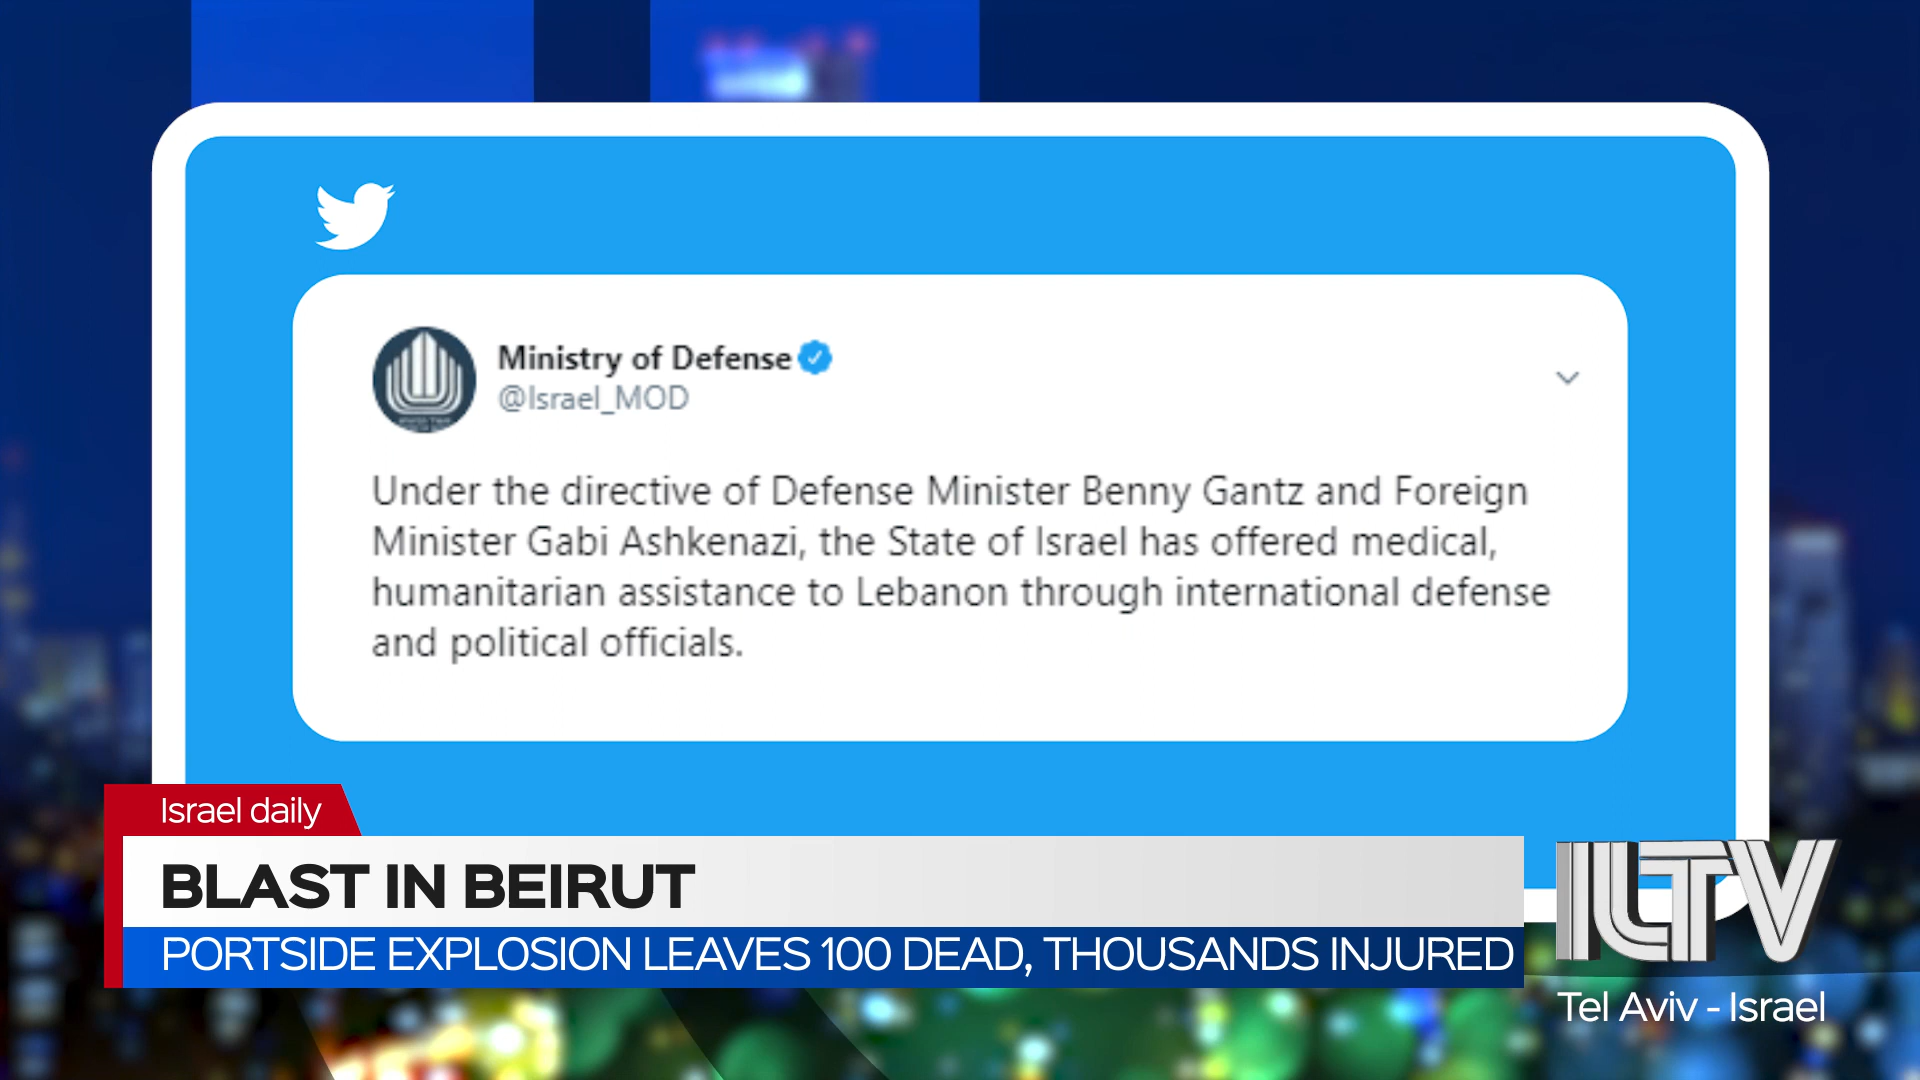 Ministry of Defense
@Israel_MOD
Under the directive of Defense Minister Benny Gantz and Foreign
Minister Gabi Ashkenazi, the State of Israel has offered medical,
humanitarian assistance to Lebanon through international defense
and political officials.
Israel daily
BLAST IN BEIRUT
PORTSIDE EXPLOSION LEAVES 100 DEAD, THOUSANDS INJURED
ILTV
Tel Aviv - Israel